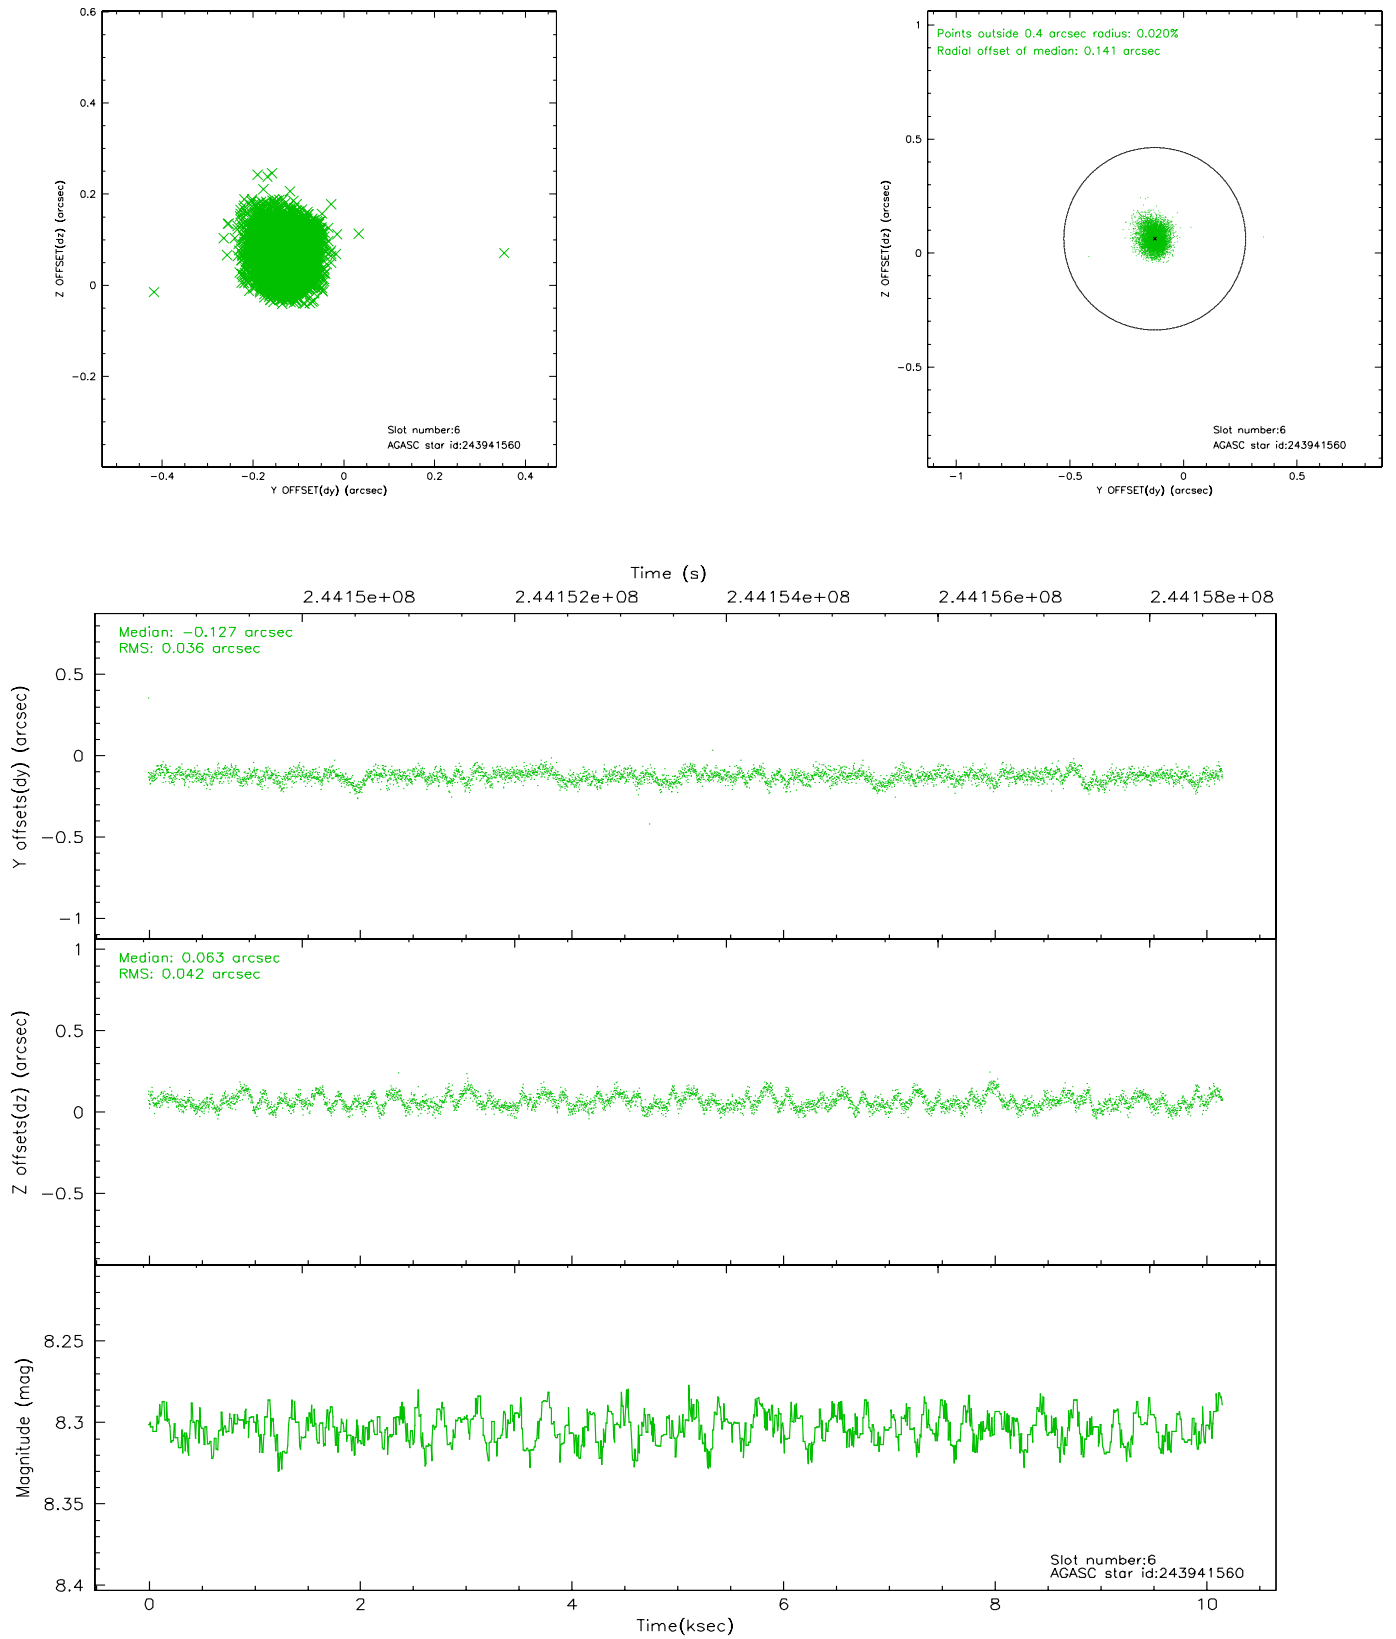 0.6
0.4
0.2
0
−0.2
Z OFFSET(dz) (arcsec)
−0.4 −0.2 0 0.2 0.4
Y OFFSET(dy) (arcsec)
Slot number:6
AGASC star id:243941560
Points outside 0.4 arcsec radius: 0.020%
Radial offset of median: 0.141 arcsec
1
0.5
0
−0.5
Z OFFSET(dz) (arcsec)
−1 −0.5 0 0.5
Y OFFSET(dy) (arcsec)
Slot number:6
AGASC star id:243941560
Time (s)
2.4415e+08 2.44152e+08 2.44154e+08 2.44156e+08 2.44158e+08
Median: −0.127 arcsec
RMS: 0.036 arcsec
0.5
0
−0.5
−1
Y offsets(dy) (arcsec)
Median: 0.063 arcsec
RMS: 0.042 arcsec
1
0.5
0
−0.5
Z offsets(dz) (arcsec)
8.25
8.3
8.35
8.4
Magnitude (mag)
Slot number:6
AGASC star id:243941560
0 2 4 6 8 10
Time(ksec)